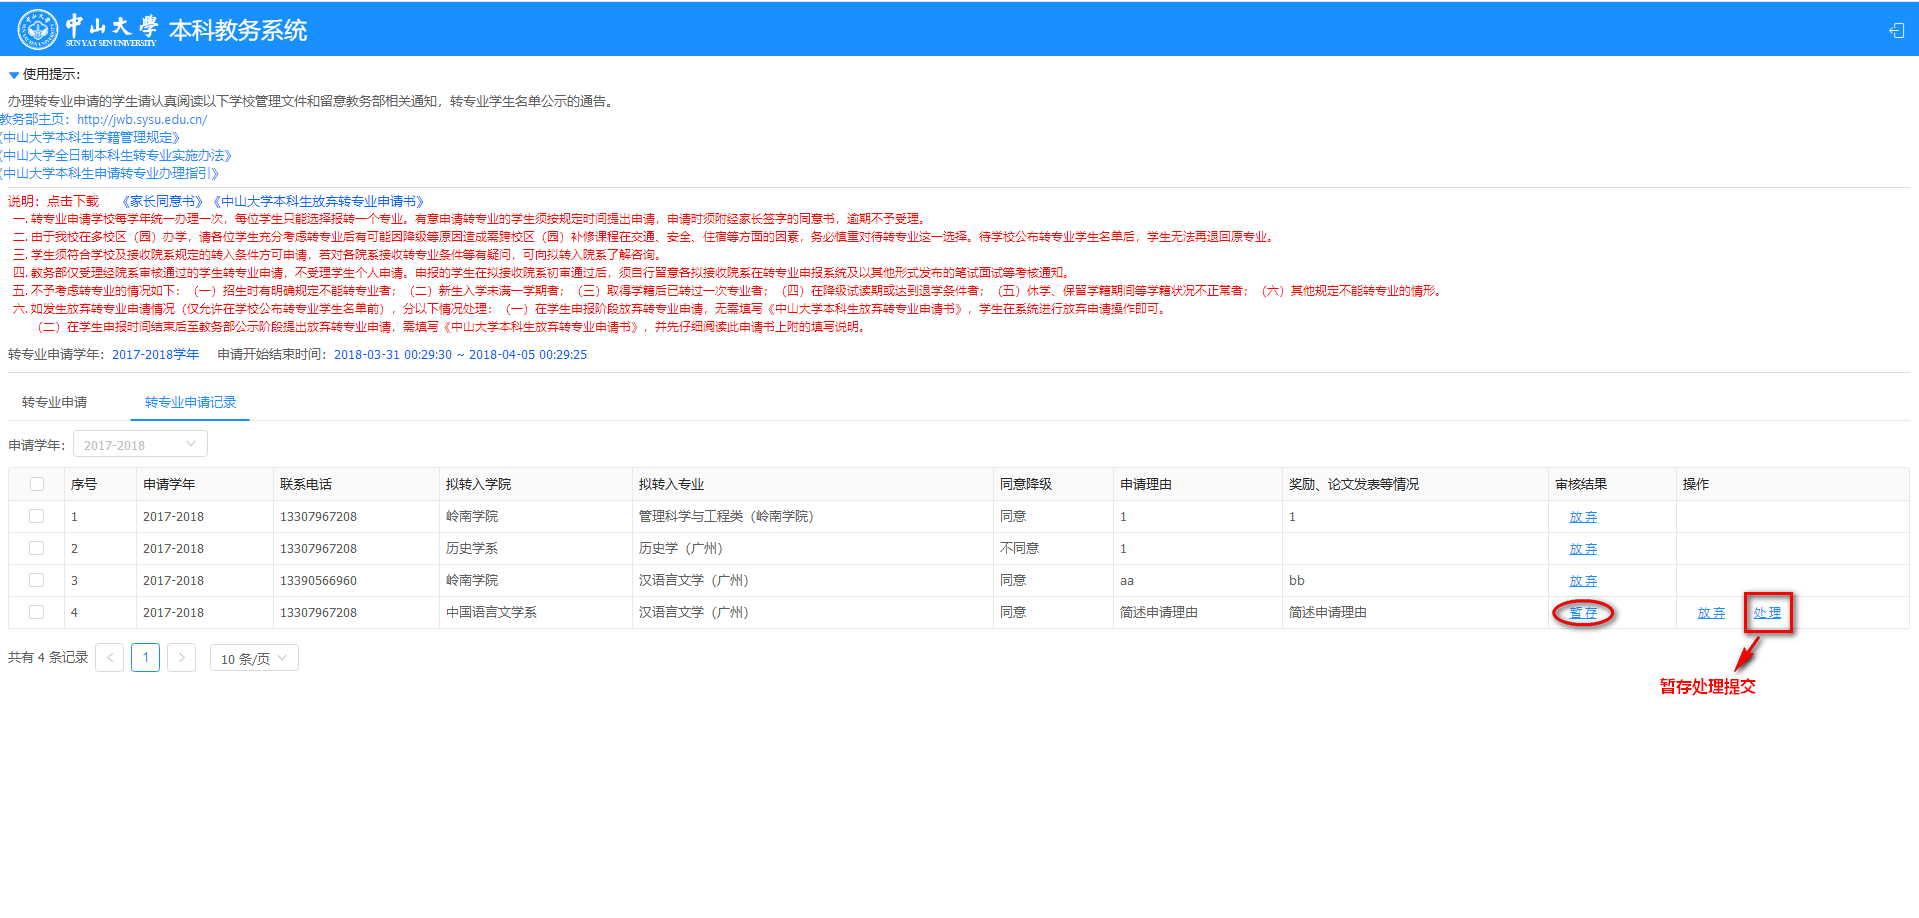 中山大学 本科教务系统
SUN YAT-SEN UNIVERSITY
使用提示：
办理转专业申请的学生请认真阅读以下学校管理文件和留意教务部相关通知，转专业学生名单公示的通告。
教务部主页：http://jwb.sysu.edu.cn/
《中山大学本科生学籍管理规定》
《中山大学全日制本科生转专业实施办法》
《中山大学本科生申请转专业办理指引》
说明：点击下载 《家长同意书》《中山大学本科生放弃转专业申请书》
一. 转专业申请学校每学年统一办理一次，每位学生只能选择报转一个专业。有意申请转专业的学生须按规定时间提出申请，申请时须附经家长签字的同意书，逾期不予受理。
二. 由于我校在多校区（园）办学，请各位学生充分考虑转专业后有可能因降级等原因造成需跨校区（园）补修课程在交通、安全、住宿等方面的因素，务必慎重对待转专业这一选择。待学校公布转专业学生名单后，学生无法再退回原专业。
三. 学生须符合学校及接收院系规定的转入条件方可申请，若对各院系接收转专业条件等有疑问，可向拟转入院系了解咨询。
四. 教务部仅受理经院系审核通过的学生转专业申请，不受理学生个人申请。申报的学生在拟接收院系初审通过后，须自行留意各拟接收院系在转专业申报系统及以其他形式发布的笔试面试等考核通知。
五. 不予考虑转专业的情况如下：（一）招生时有明确规定不能转专业者；（二）新生入学未满一学期者；（三）取得学籍后已转过一次专业者；（四）在降级试读期或达到退学条件者；（五）休学、保留学籍期间等学籍状况不正常者；（六）其他规定不能转专业的情形。
六. 如发生放弃转专业申请情况（仅允许在学校公布转专业学生名单前），分以下情况处理：（一）在学生申报阶段放弃转专业申请，无需填写《中山大学本科生放弃转专业申请书》，学生在系统进行放弃申请操作即可。
（二）在学生申报时间结束后至教务部公示阶段提出放弃转专业申请，需填写《中山大学本科生放弃转专业申请书》，并先仔细阅读此申请书上附的填写说明。
转专业申请学年：2017-2018学年 申请开始结束时间：2018-03-31 00:29:30 ~ 2018-04-05 00:29:25
转专业申请 转专业申请记录
申请学年：2017-2018
序号 申请学年 联系电话 拟转入学院 拟转入专业 同意降级 申请理由 奖励、论文发表等情况 审核结果 操作
1 2017-2018 13307967208 岭南学院 管理科学与工程类（岭南学院） 同意 1 1 放弃
2 2017-2018 13307967208 历史学系 历史学（广州） 不同意 1 放弃
3 2017-2018 13390566960 岭南学院 汉语言文学（广州） 同意 aa bb 放弃
4 2017-2018 13307967208 中国语言文学系 汉语言文学（广州） 同意 简述申请理由 简述申请理由 暂存 放弃 处理
共有 4 条记录 < 1 > 10 条/页
暂存处理提交